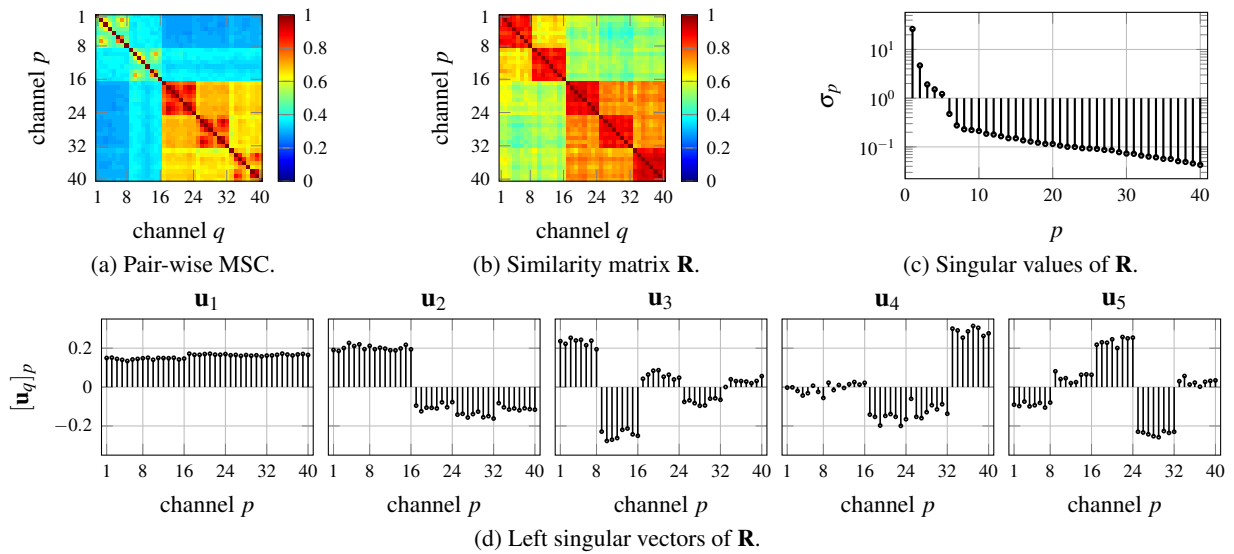 1
8
16
24
32
40
1 8 16 24 32 40
channel p
channel q
0
0.2
0.4
0.6
0.8
1
(a) Pair-wise MSC.
1
8
16
24
32
40
1 8 16 24 32 40
channel p
channel q
0
0.2
0.4
0.6
0.8
1
(b) Similarity matrix R.
10¹
10⁰
10⁻¹
σₚ
0 10 20 30 40
p
(c) Singular values of R.
u₁ u₂ u₃ u₄ u₅
0.2
0
−0.2
[u_q]_p
1 8 16 24 32 40 1 8 16 24 32 40 1 8 16 24 32 40 1 8 16 24 32 40 1 8 16 24 32 40
channel p channel p channel p channel p channel p
(d) Left singular vectors of R.